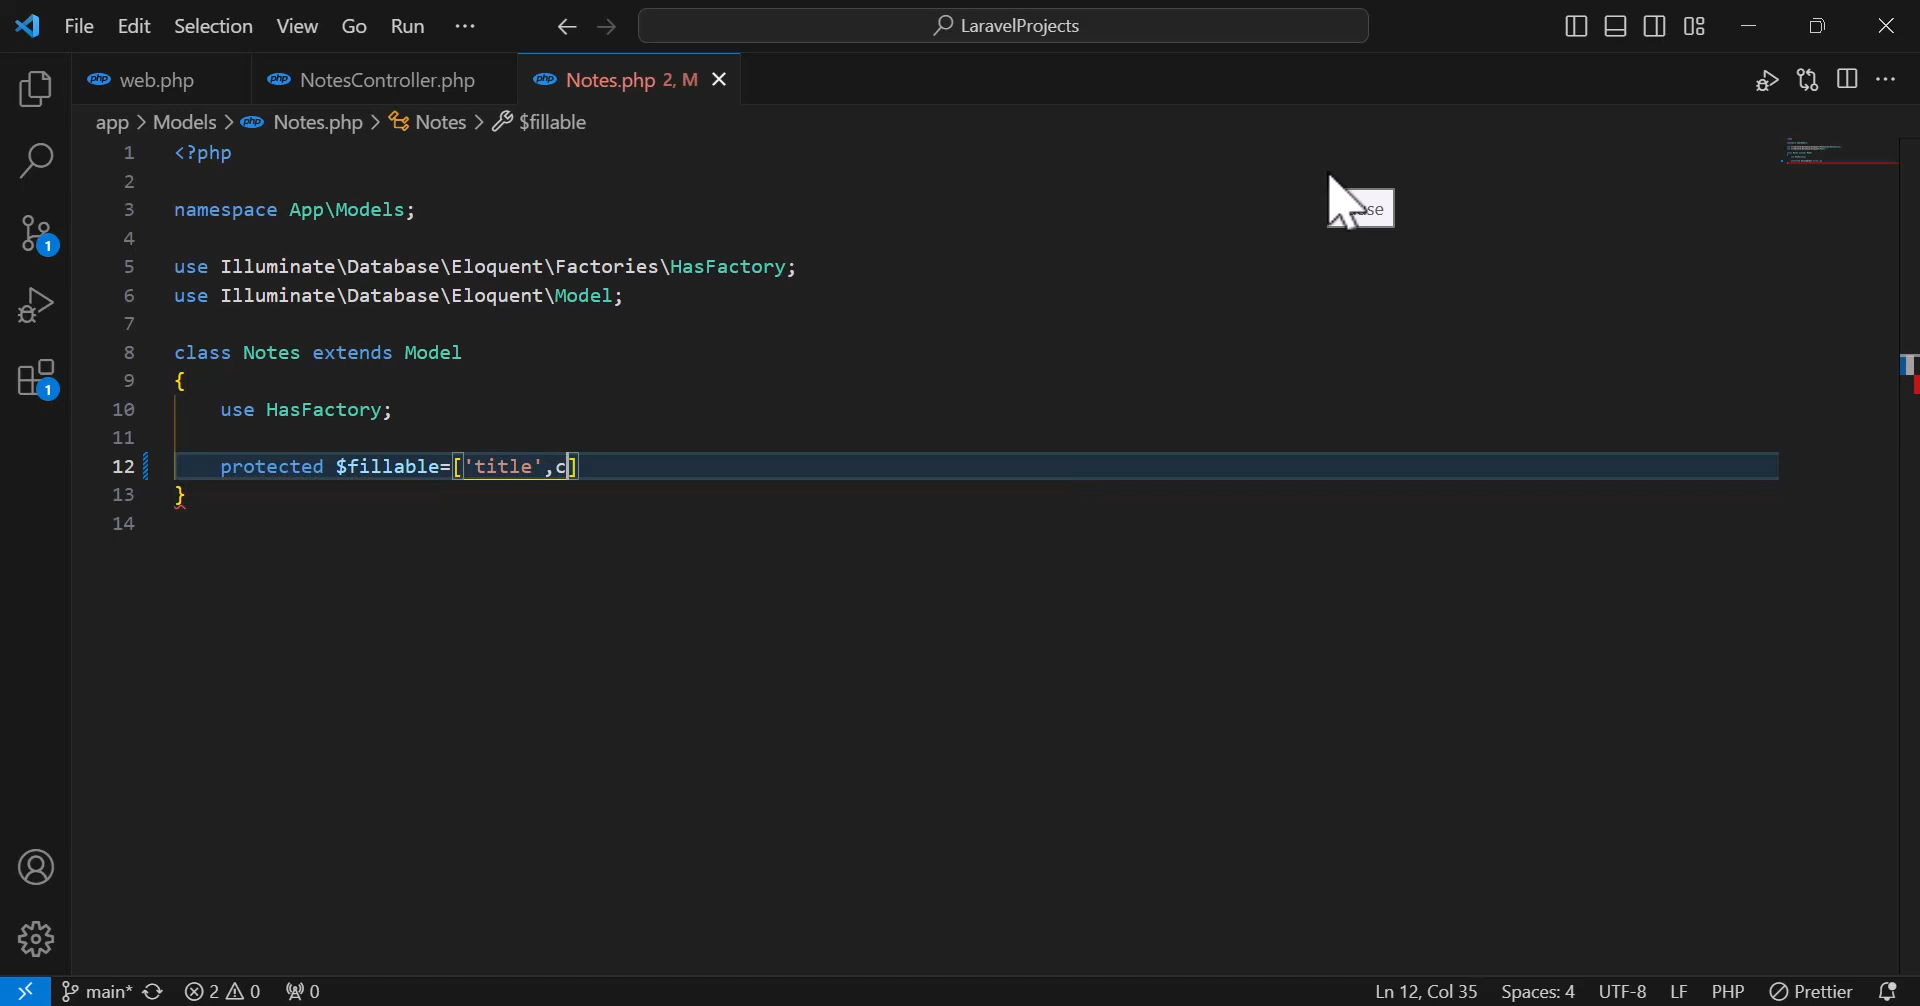 File Edit Selection View Go Run ···
LaravelProjects
web.php
NotesController.php
Notes.php 2, M
app > Models > Notes.php > Notes > $fillable
1 <?php
2
3 namespace App\Models;
4
5 use Illuminate\Database\Eloquent\Factories\HasFactory;
6 use Illuminate\Database\Eloquent\Model;
7
8 class Notes extends Model
9 {
10 use HasFactory;
11
12 protected $fillable=['title',c]
13 }
14
1
1
main* 2 0 0
Ln 12, Col 35 Spaces: 4 UTF-8 LF PHP Prettier